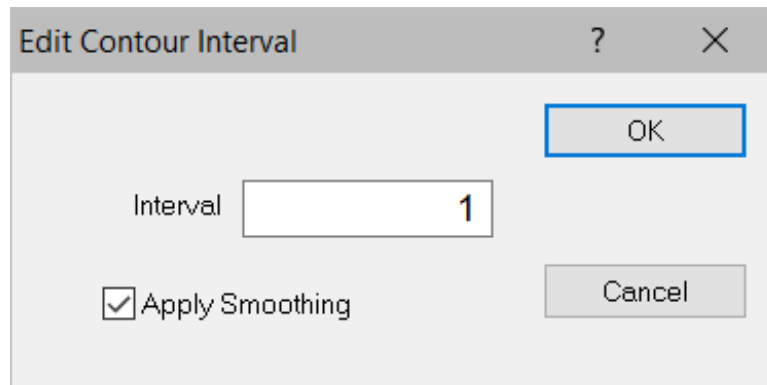 Edit Contour Interval ?
OK
Interval 1
Apply Smoothing
Cancel